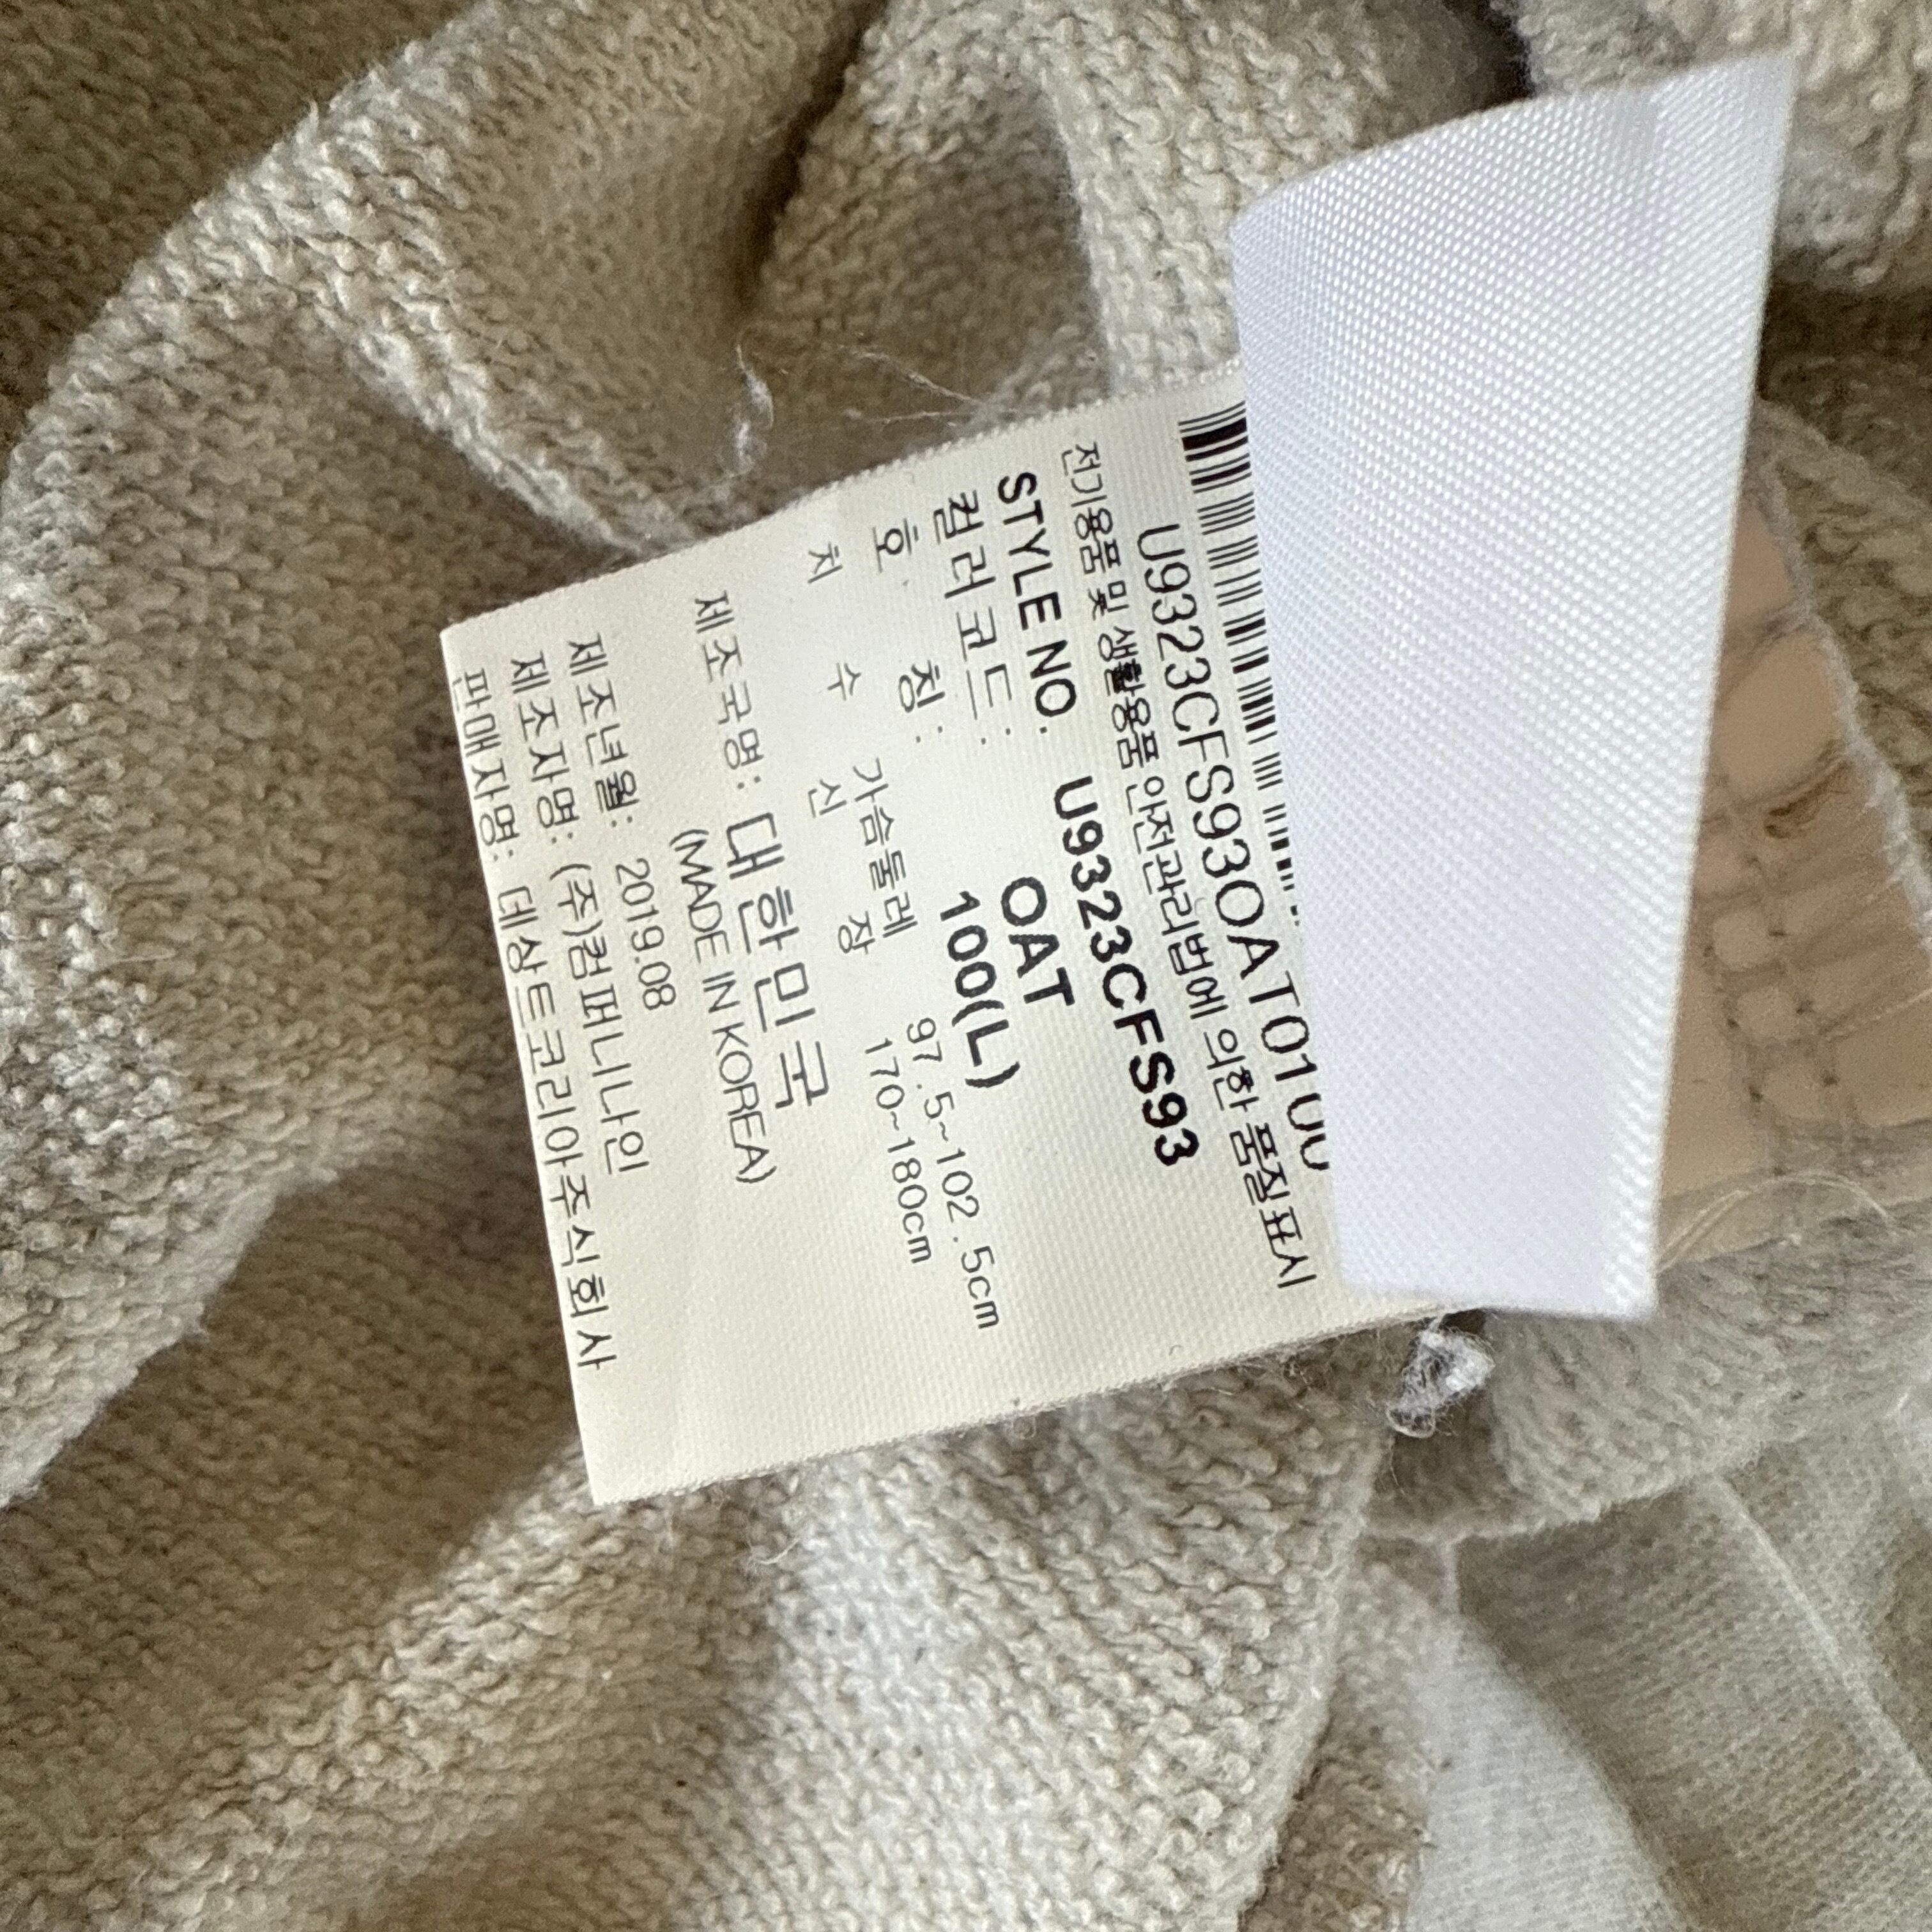 U9323CFS93OAT0100
전기용품 및 생활용품 안전관리법에 의한 품질표시
STYLE NO. U9323CFS93
컬러코드: OAT
호 칭: 100(L)
치 수 가슴둘레 97.5~102.5cm
신 장 170~180cm
제조국명: 대한민국
(MADE IN KOREA)
제조년월: 2019.08
제조자명: (주)컴퍼니나인
판매자명: 데상트코리아주식회사